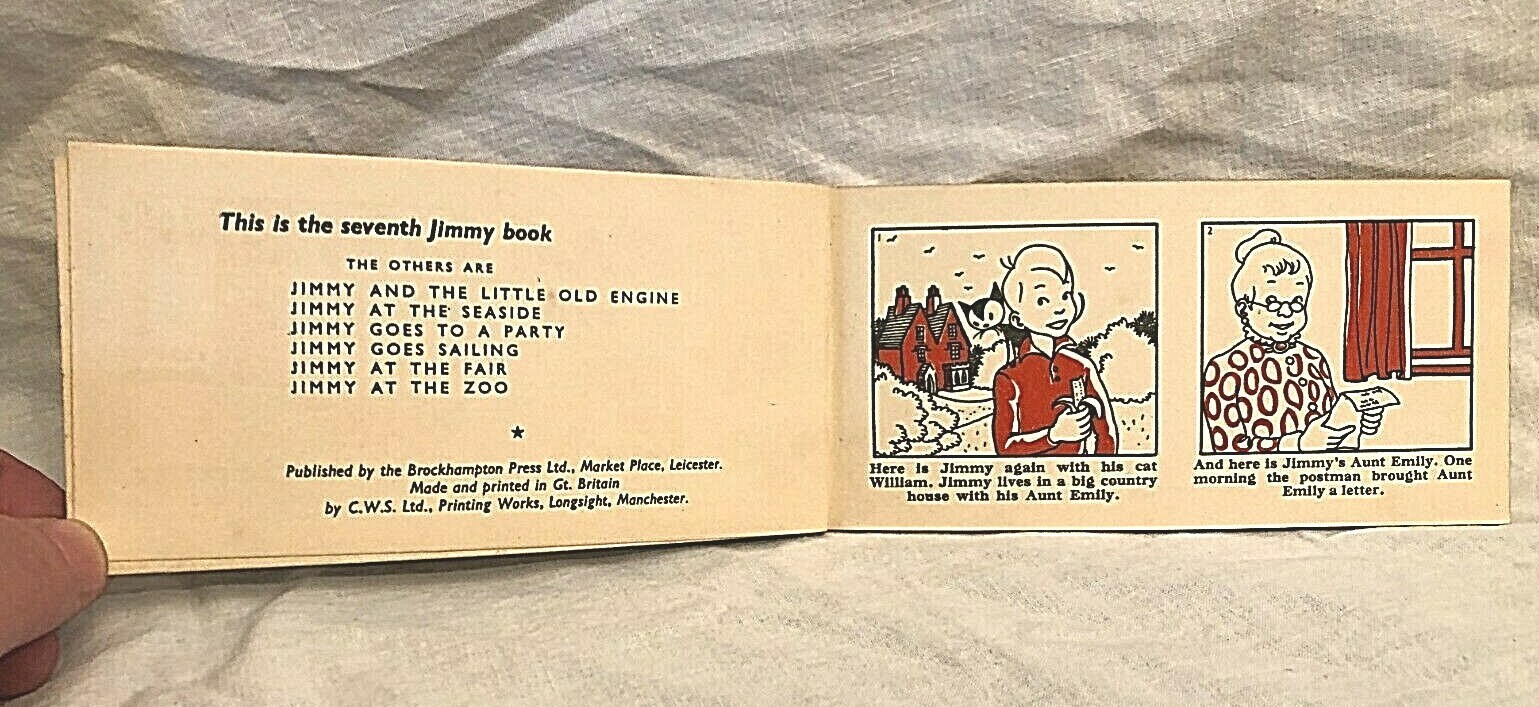 This is the seventh Jimmy book
THE OTHERS ARE
JIMMY AND THE LITTLE OLD ENGINE
JIMMY AT THE SEASIDE
JIMMY GOES TO A PARTY
JIMMY GOES SAILING
JIMMY AT THE FAIR
JIMMY AT THE ZOO
Published by the Brockhampton Press Ltd., Market Place, Leicester.
Made and printed in Gt. Britain
by C.W.S. Ltd., Printing Works, Longsight, Manchester.
1
Here is Jimmy again with his cat
William. Jimmy lives in a big country
house with his Aunt Emily.
2
And here is Jimmy's Aunt Emily. One
morning the postman brought Aunt
Emily a letter.